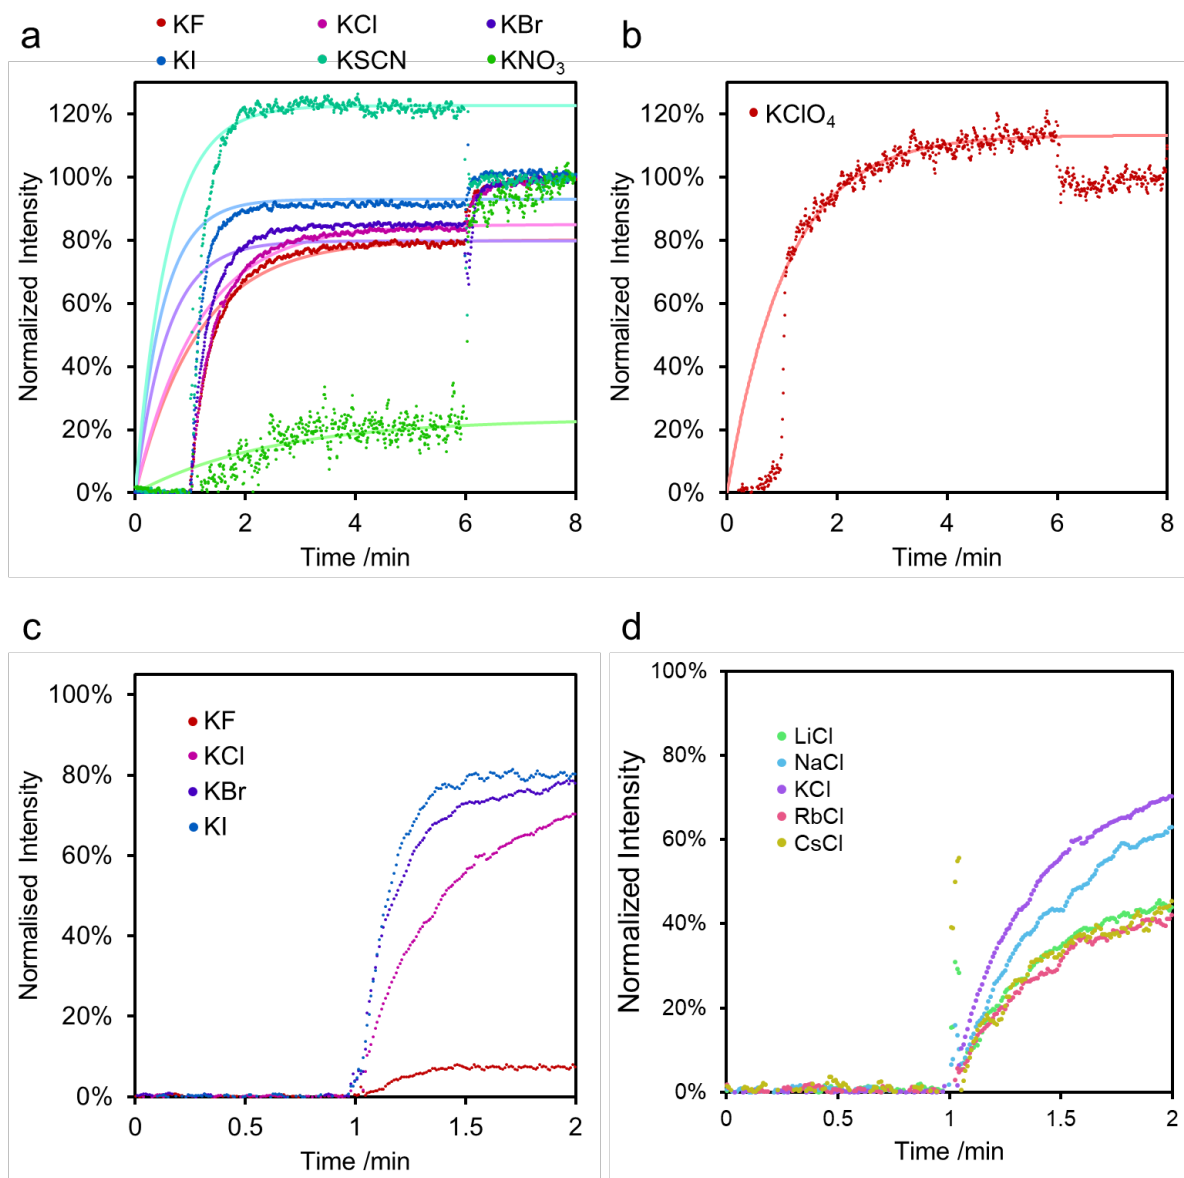 a
KF KCl KBr
KI KSCN KNO₃
120%
100%
80%
60%
40%
20%
0%
Normalized Intensity
0 2 4 6 8
Time /min
b
KClO₄
120%
100%
80%
60%
40%
20%
0%
Normalized Intensity
0 2 4 6 8
Time /min
c
KF
KCl
KBr
KI
100%
80%
60%
40%
20%
0%
Normalised Intensity
0 0.5 1 1.5 2
Time /min
d
LiCl
NaCl
KCl
RbCl
CsCl
100%
80%
60%
40%
20%
0%
Normalized Intensity
0 0.5 1 1.5 2
Time /min